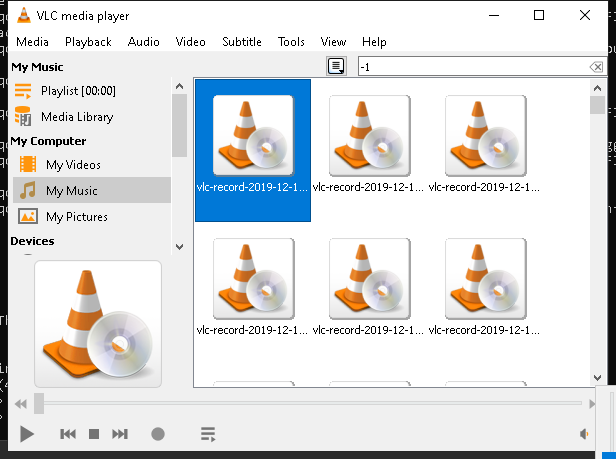 VLC media player
Media Playback Audio Video Subtitle Tools View Help
My Music
-1
Playlist [00:00]
Media Library
My Computer
My Videos
My Music
My Pictures
Devices
vlc-record-2019-12-1... vlc-record-2019-12-1... vlc-record-2019-12-1...
vlc-record-2019-12-1... vlc-record-2019-12-1... vlc-record-2019-12-1...